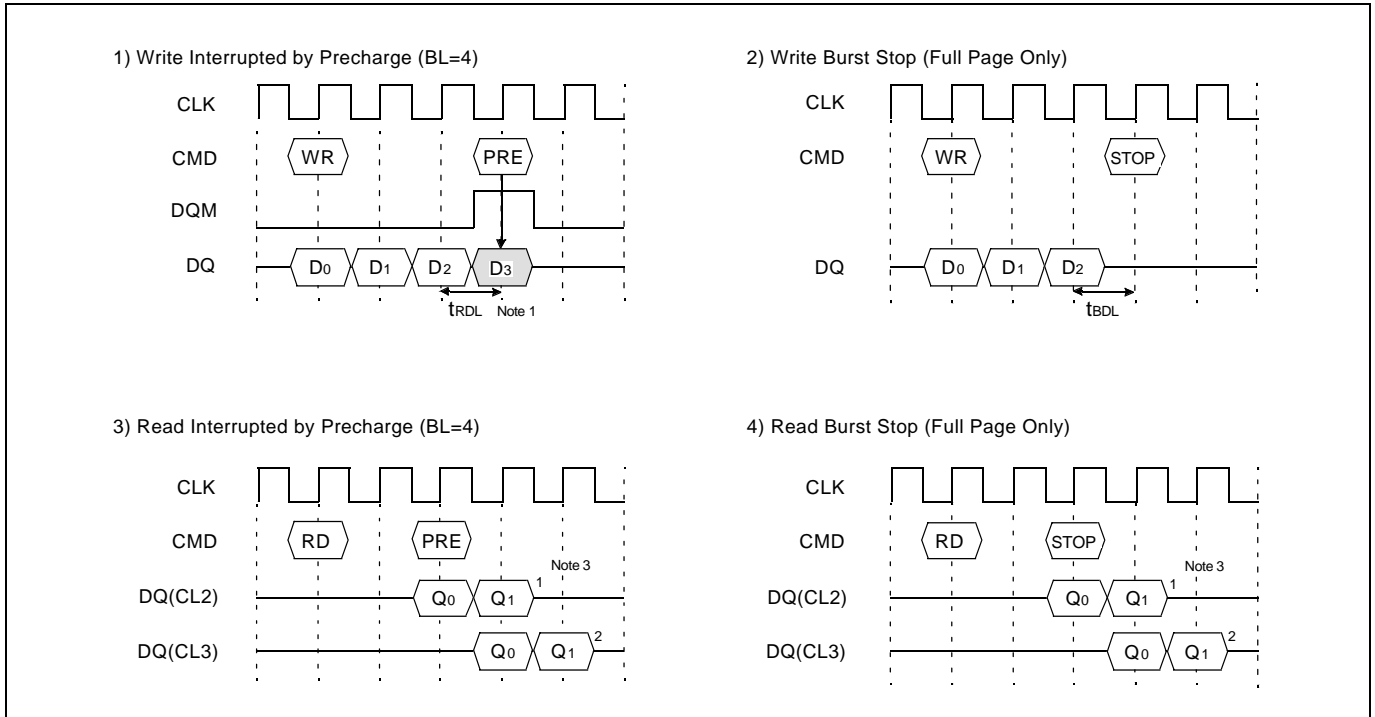 1) Write Interrupted by Precharge (BL=4)
CLK
CMD
WR
PRE
DQM
DQ
D0
D1
D2
D3
tRDL
Note 1
2) Write Burst Stop (Full Page Only)
CLK
CMD
WR
STOP
DQ
D0
D1
D2
tBDL
3) Read Interrupted by Precharge (BL=4)
CLK
CMD
RD
PRE
Note 3
DQ(CL2)
Q0
Q1
1
DQ(CL3)
Q0
Q1
2
4) Read Burst Stop (Full Page Only)
CLK
CMD
RD
STOP
Note 3
DQ(CL2)
Q0
Q1
1
DQ(CL3)
Q0
Q1
2